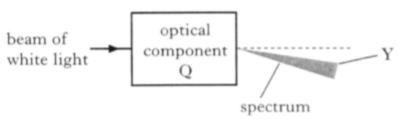 beam of
white light
optical
component
Q
Y
spectrum